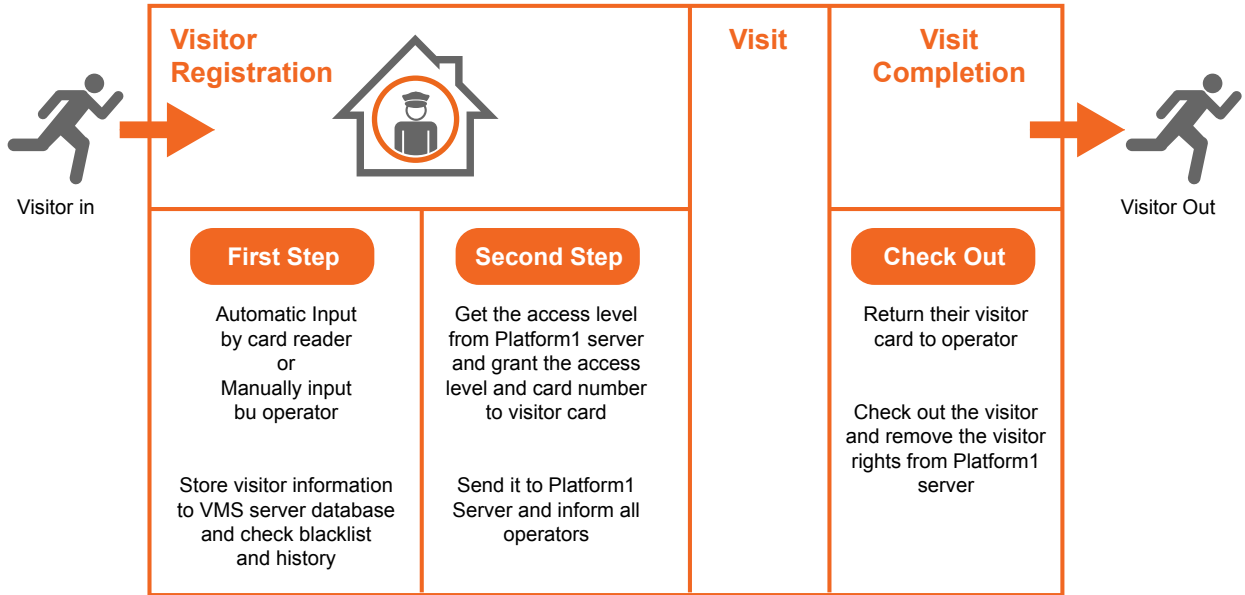 Visitor in
Visitor
Registration
First Step
Automatic Input
by card reader
or
Manually input
bu operator
Store visitor information
to VMS server database
and check blacklist
and history
Second Step
Get the access level
from Platform1 server
and grant the access
level and card number
to visitor card
Send it to Platform1
Server and inform all
operators
Visit
Visit
Completion
Check Out
Return their visitor
card to operator
Check out the visitor
and remove the visitor
rights from Platform1
server
Visitor Out